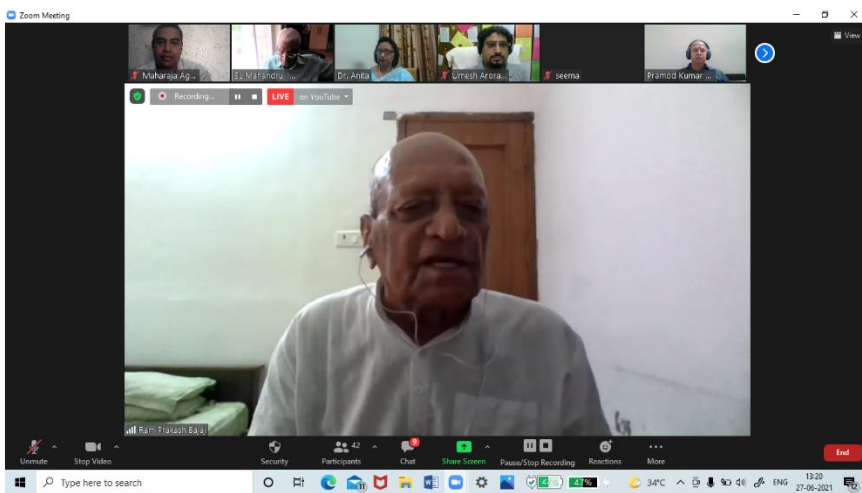 Zoom Meeting
View
Maharaja Ag...
Dr. Anita
Umesh Arora...
seema
Pramod Kumar ...
Recording...
LIVE on YouTube
Ram Prakash Bajaj
Unmute
Stop Video
Security
Participants
42
Chat
9
Share Screen
Pause/Stop Recording
Reactions
More
End
Type here to search
11
47%
34°C
ENG
13:20
27-06-2021